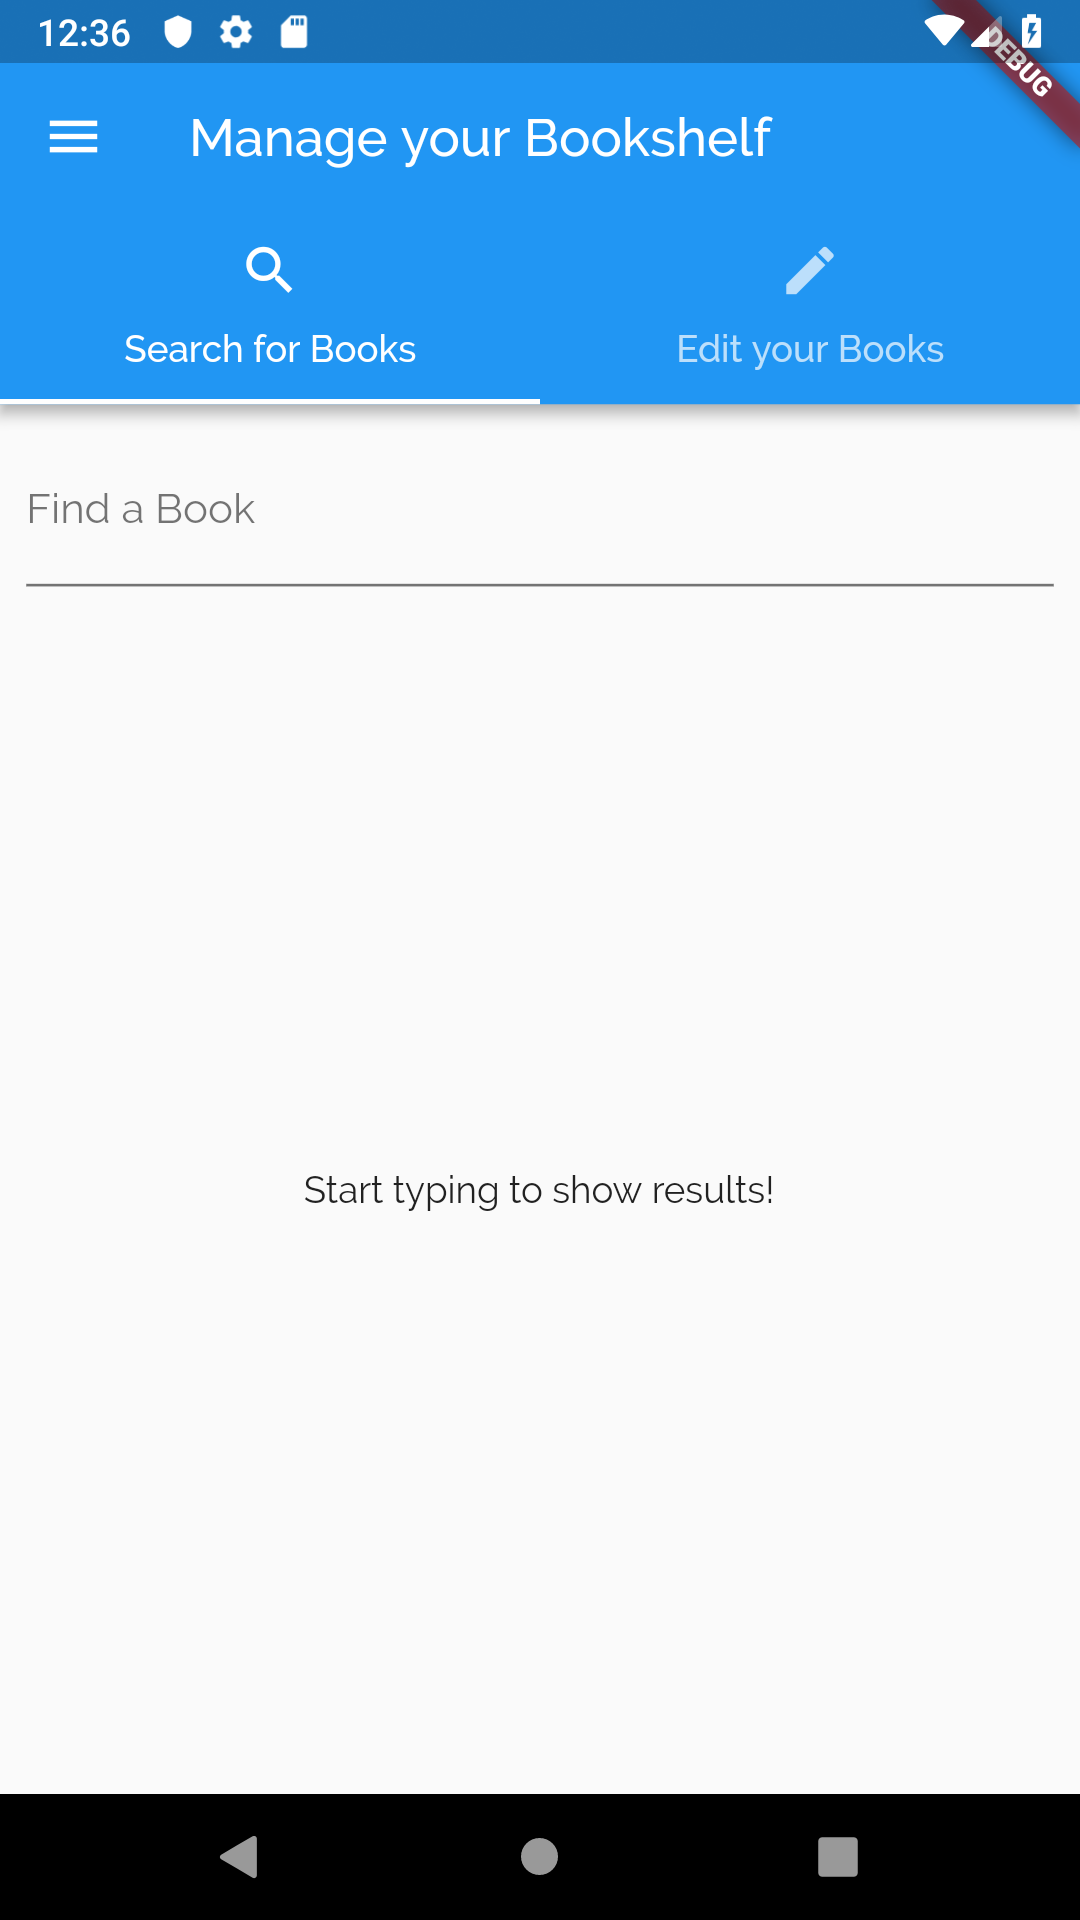 12:36
DEBUG
Manage your Bookshelf
Search for Books
Edit your Books
Find a Book
Start typing to show results!